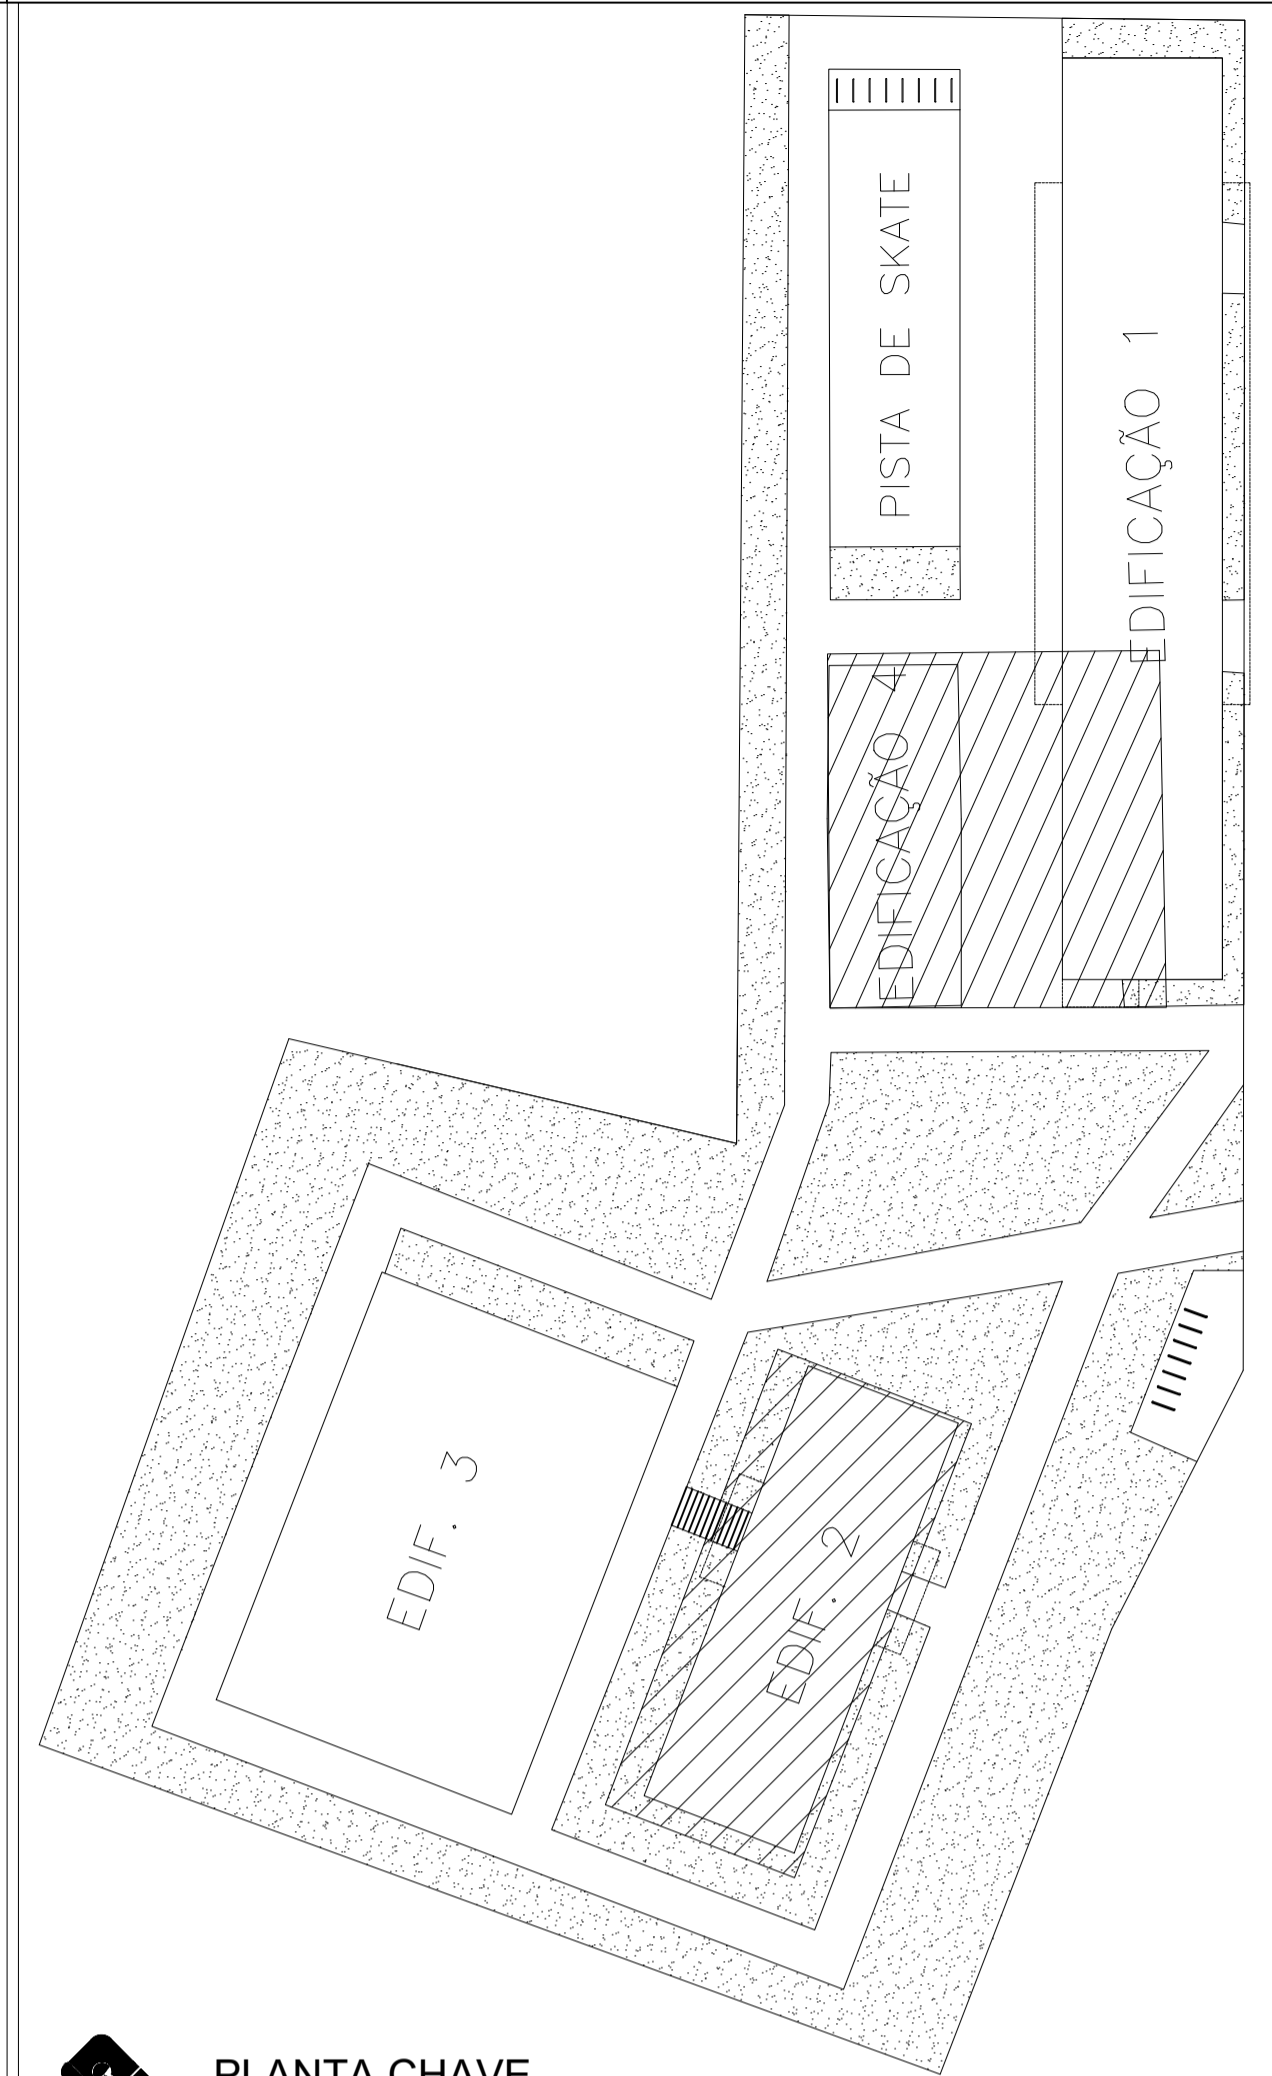 PISTA DE SKATE
EDIFICAÇÃO 1
EDIFICAÇÃO 4
EDIF. 3
EDIF. 2
PLANTA CHAVE